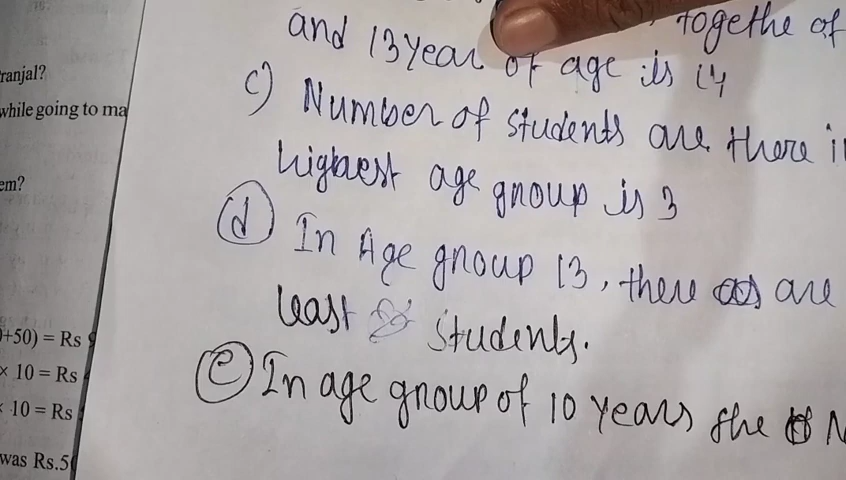 ranjal?
while going to ma
em?
+50) = Rs
× 10 = Rs
× 10 = Rs
was Rs.5
togethe of
and 13 year of age is 14
c) Number of students are there in
highest age group is 3
d In Age group 13, there are
least students.
e In age group of 10 years the N